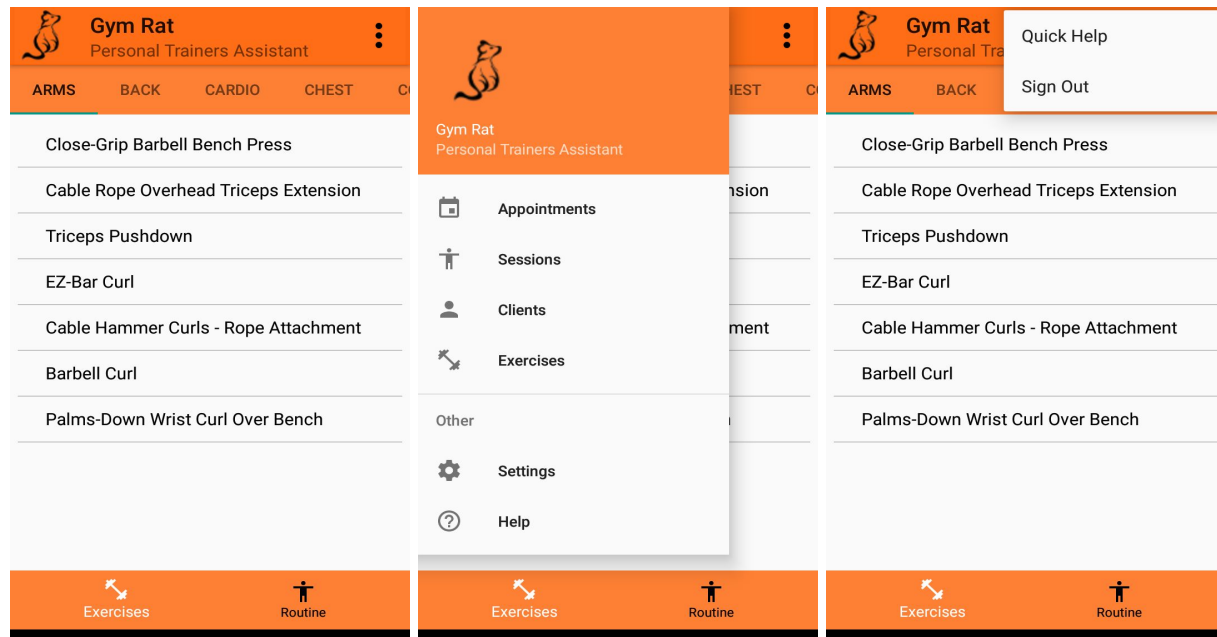 Gym Rat
Personal Trainers Assistant
ARMS BACK CARDIO CHEST
Close-Grip Barbell Bench Press
Cable Rope Overhead Triceps Extension
Triceps Pushdown
EZ-Bar Curl
Cable Hammer Curls - Rope Attachment
Barbell Curl
Palms-Down Wrist Curl Over Bench
Exercises Routine
Gym Rat
Personal Trainers Assistant
Appointments
Sessions
Clients
Exercises
Other
Settings
Help
Exercises Routine
Gym Rat
Personal Tra
Quick Help
Sign Out
ARMS BACK
Close-Grip Barbell Bench Press
Cable Rope Overhead Triceps Extension
Triceps Pushdown
EZ-Bar Curl
Cable Hammer Curls - Rope Attachment
Barbell Curl
Palms-Down Wrist Curl Over Bench
Exercises Routine